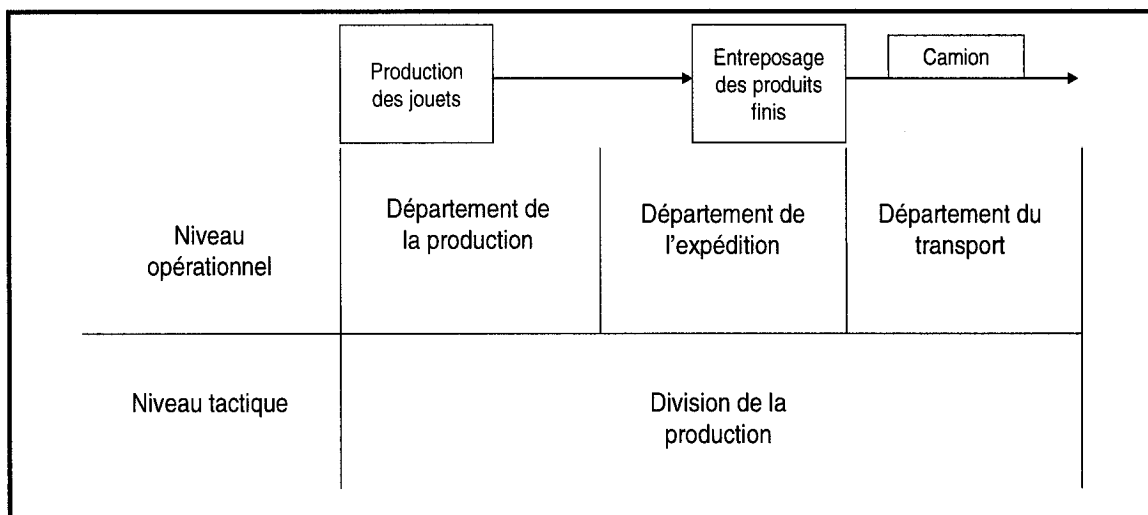 Production
des jouets
Entreposage
des produits
finis
Camion
Niveau
opérationnel
Département de
la production
Département de
l'expédition
Département du
transport
Niveau tactique
Division de la
production